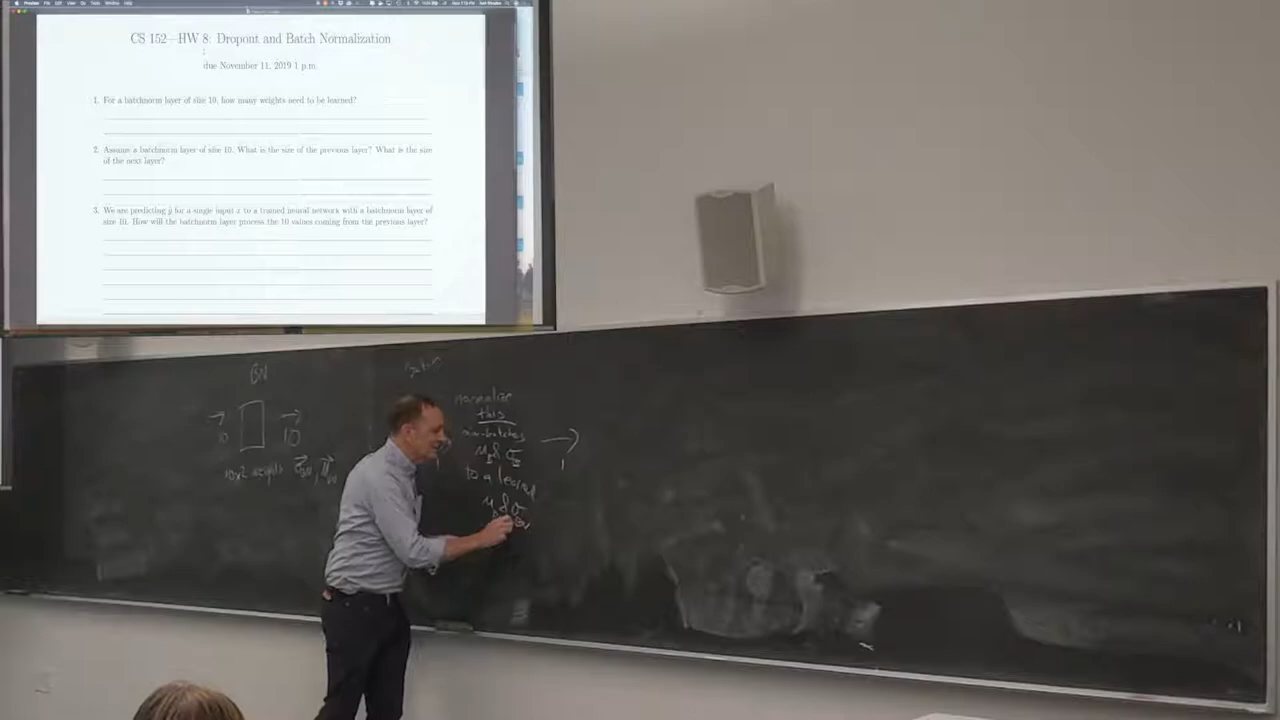 CS 152—HW 8: Dropout and Batch Normalization
due November 11, 2019 1 p.m.
1. For a batchnorm layer of size 10, how many weights need to be learned?
2. Assume a batchnorm layer of size 10. What is the size of the previous layer? What is the size
of the next layer?
3. We are predicting ŷ for a single input x to a trained neural network with a batchnorm layer of
size 10. How will the batchnorm layer process the 10 values coming from the previous layer?
BN
10
10
10x2 weights
normalize
this
mini-batches
μ & σ
to a learned
μ & σ
1